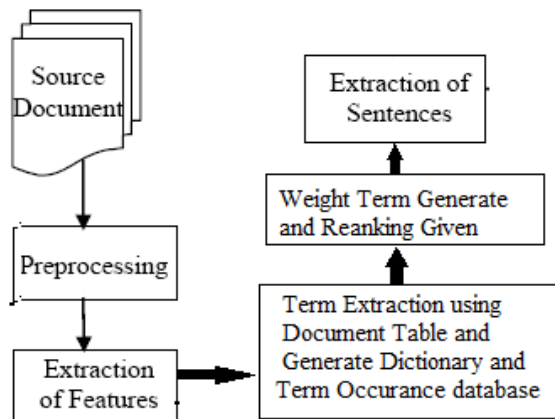 Source
Document
Preprocessing
Extraction
of Features
Term Extraction using
Document Table and
Generate Dictionary and
Term Occurance database
Weight Term Generate
and Reanking Given
Extraction of
Sentences